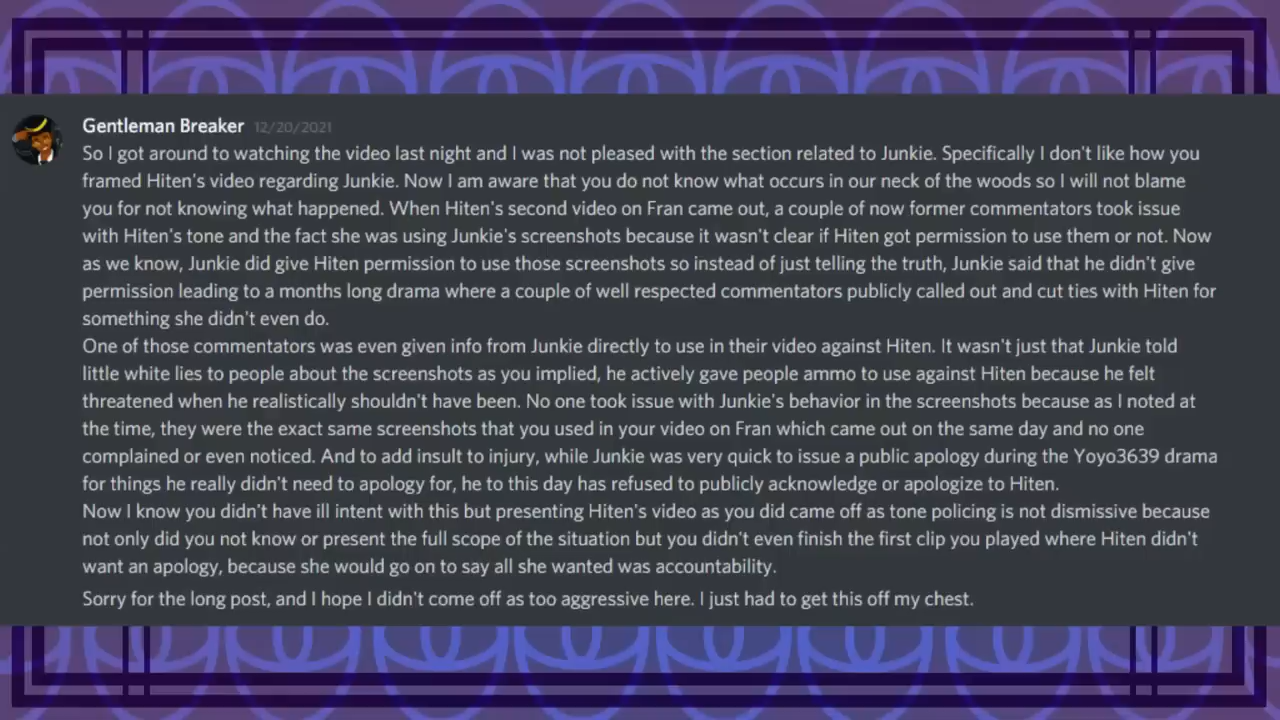 Gentleman Breaker 12/20/2021
So I got around to watching the video last night and I was not pleased with the section related to Junkie. Specifically I don't like how you
framed Hiten's video regarding Junkie. Now I am aware that you do not know what occurs in our neck of the woods so I will not blame
you for not knowing what happened. When Hiten's second video on Fran came out, a couple of now former commentators took issue
with Hiten's tone and the fact she was using Junkie's screenshots because it wasn't clear if Hiten got permission to use them or not. Now
as we know, Junkie did give Hiten permission to use those screenshots so instead of just telling the truth, Junkie said that he didn't give
permission leading to a months long drama where a couple of well respected commentators publicly called out and cut ties with Hiten for
something she didn't even do.
One of those commentators was even given info from Junkie directly to use in their video against Hiten. It wasn't just that Junkie told
little white lies to people about the screenshots as you implied, he actively gave people ammo to use against Hiten because he felt
threatened when he realistically shouldn't have been. No one took issue with Junkie's behavior in the screenshots because as I noted at
the time, they were the exact same screenshots that you used in your video on Fran which came out on the same day and no one
complained or even noticed. And to add insult to injury, while Junkie was very quick to issue a public apology during the Yoyo3639 drama
for things he really didn't need to apology for, he to this day has refused to publicly acknowledge or apologize to Hiten.
Now I know you didn't have ill intent with this but presenting Hiten's video as you did came off as tone policing is not dismissive because
not only did you not know or present the full scope of the situation but you didn't even finish the first clip you played where Hiten didn't
want an apology, because she would go on to say all she wanted was accountability.
Sorry for the long post, and I hope I didn't come off as too aggressive here. I just had to get this off my chest.